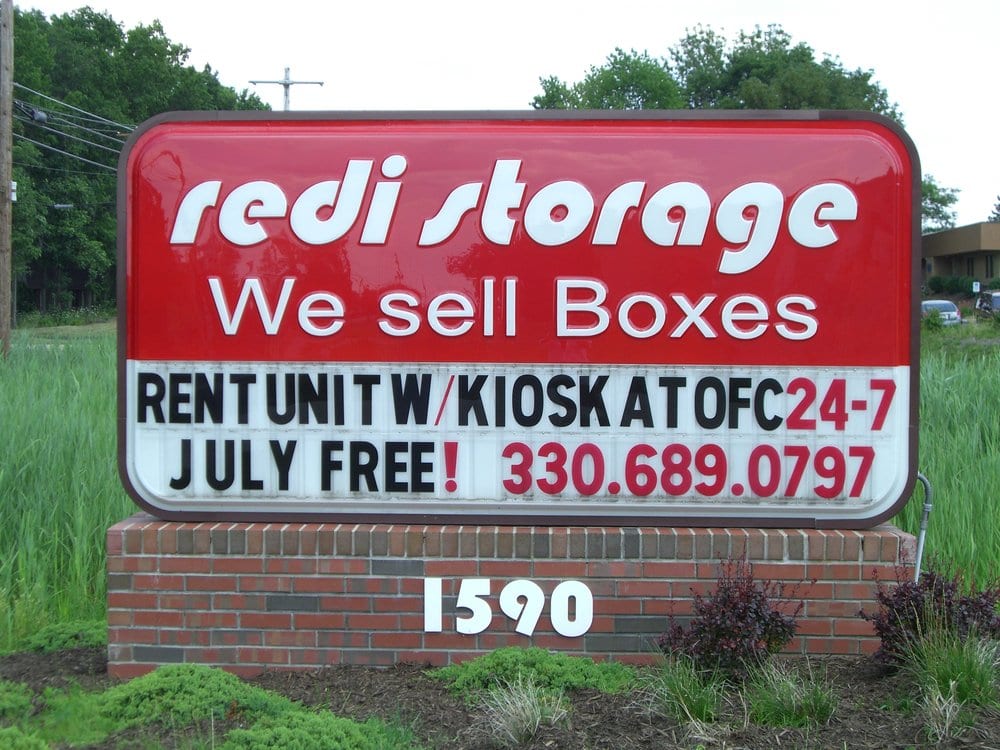 redi storage
We sell Boxes
RENT UNIT W/KIOSK AT OFC 24-7
JULY FREE! 330.689.0797
1590